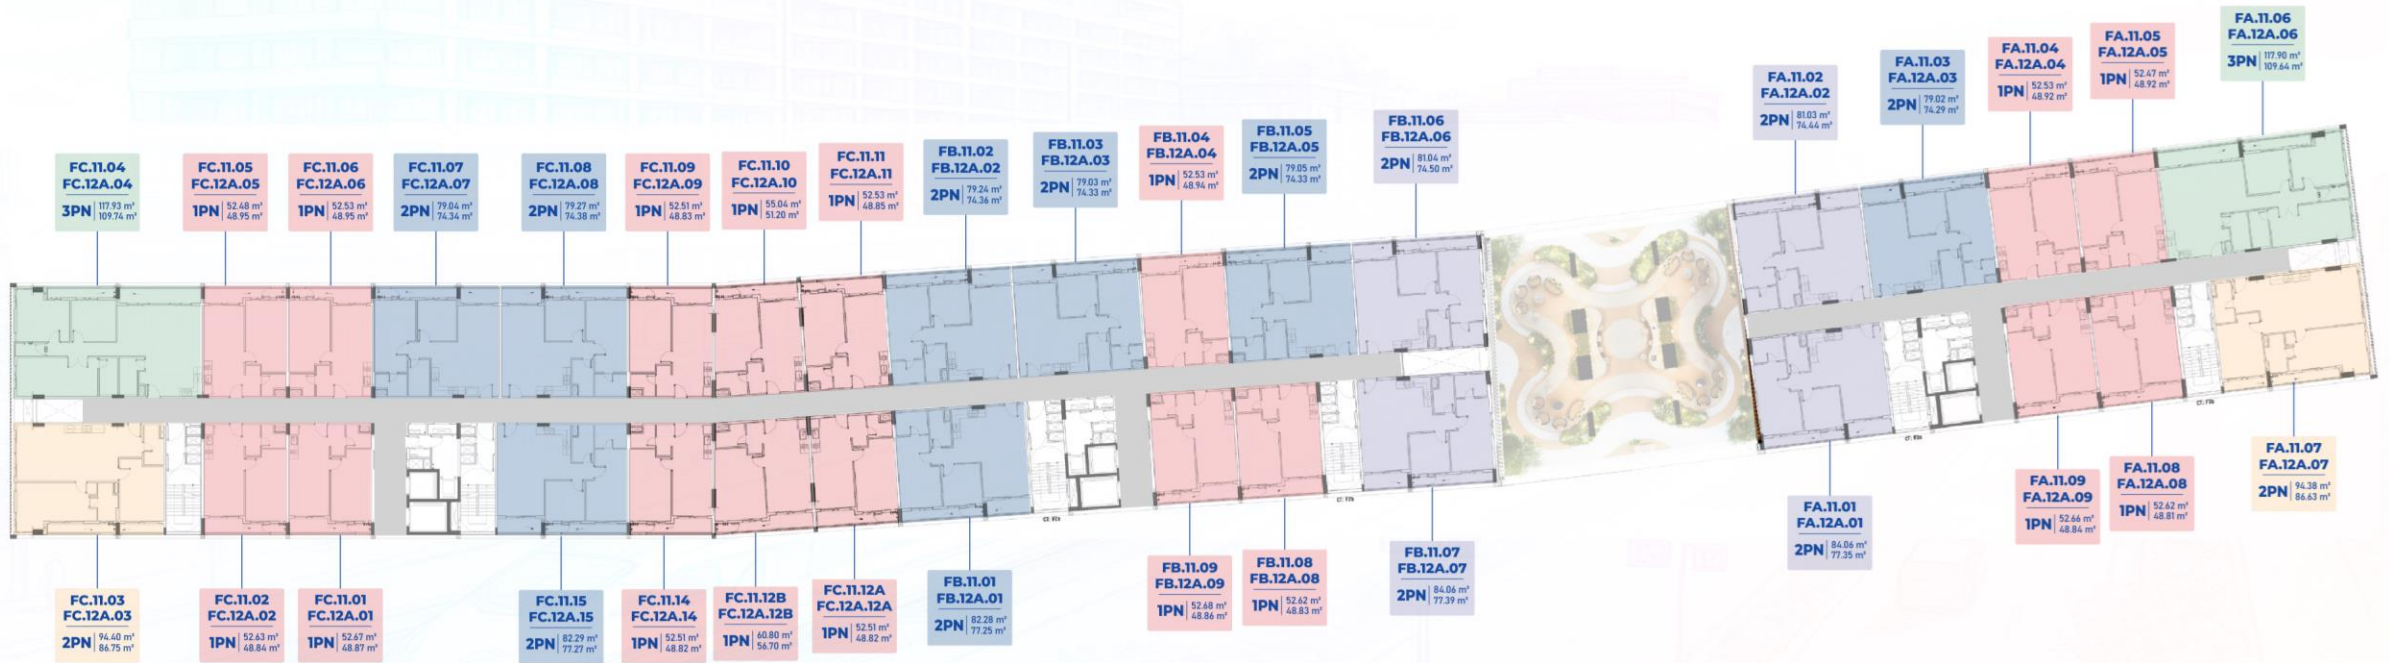 FC.11.04
FC.12A.04
3PN 117.93 m²
109.74 m²
FC.11.05
FC.12A.05
1PN 52.48 m²
48.95 m²
FC.11.06
FC.12A.06
1PN 52.53 m²
48.95 m²
FC.11.07
FC.12A.07
2PN 79.04 m²
74.34 m²
FC.11.08
FC.12A.08
2PN 79.27 m²
74.38 m²
FC.11.09
FC.12A.09
1PN 52.51 m²
48.83 m²
FC.11.10
FC.12A.10
1PN 55.04 m²
51.20 m²
FC.11.11
FC.12A.11
1PN 52.53 m²
48.85 m²
FB.11.02
FB.12A.02
2PN 79.24 m²
74.36 m²
FB.11.03
FB.12A.03
2PN 79.03 m²
74.33 m²
FB.11.04
FB.12A.04
1PN 52.53 m²
48.94 m²
FB.11.05
FB.12A.05
2PN 79.05 m²
74.33 m²
FB.11.06
FB.12A.06
2PN 81.04 m²
74.50 m²
FA.11.02
FA.12A.02
2PN 81.03 m²
74.44 m²
FA.11.03
FA.12A.03
2PN 79.02 m²
74.29 m²
FA.11.04
FA.12A.04
1PN 52.53 m²
48.92 m²
FA.11.05
FA.12A.05
1PN 52.47 m²
48.92 m²
FA.11.06
FA.12A.06
3PN 117.90 m²
109.64 m²
FC.11.03
FC.12A.03
2PN 94.40 m²
86.75 m²
FC.11.02
FC.12A.02
1PN 52.63 m²
48.84 m²
FC.11.01
FC.12A.01
1PN 52.67 m²
48.87 m²
FC.11.15
FC.12A.15
2PN 82.29 m²
77.27 m²
FC.11.14
FC.12A.14
1PN 52.51 m²
48.82 m²
FC.11.12B
FC.12A.12B
1PN 60.80 m²
56.70 m²
FC.11.12A
FC.12A.12A
1PN 52.51 m²
48.82 m²
FB.11.01
FB.12A.01
2PN 82.28 m²
77.25 m²
FB.11.09
FB.12A.09
1PN 52.68 m²
48.86 m²
FB.11.08
FB.12A.08
1PN 52.62 m²
48.83 m²
FB.11.07
FB.12A.07
2PN 84.06 m²
77.39 m²
FA.11.01
FA.12A.01
2PN 84.06 m²
77.35 m²
FA.11.09
FA.12A.09
1PN 52.66 m²
48.84 m²
FA.11.08
FA.12A.08
1PN 52.62 m²
48.81 m²
FA.11.07
FA.12A.07
2PN 94.38 m²
86.63 m²